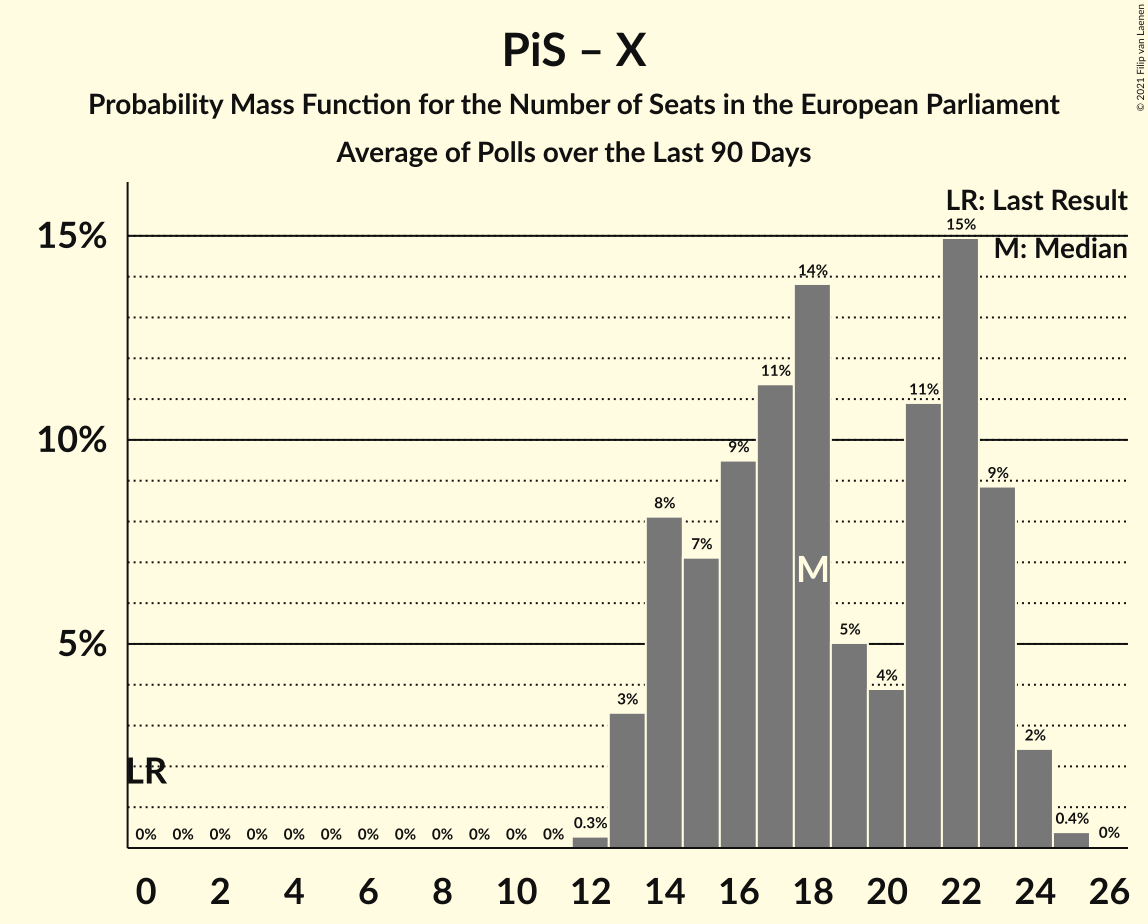 PiS – X
Probability Mass Function for the Number of Seats in the European Parliament
Average of Polls over the Last 90 Days
© 2021 Filip van Laenen
LR: Last Result
M: Median
15%
10%
5%
LR
M
0% 0% 0% 0% 0% 0% 0% 0% 0% 0% 0% 0% 0.3% 3% 8% 7% 9% 11% 14% 5% 4% 11% 15% 9% 2% 0.4% 0%
0 2 4 6 8 10 12 14 16 18 20 22 24 26